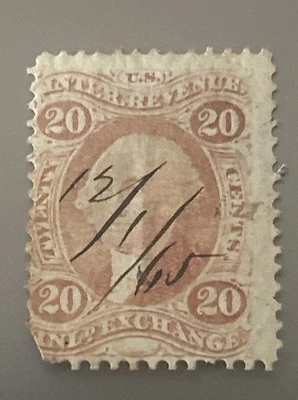 U.S.
INTER. REVENUE
20 20
TWENTY CENTS
12/1/65
20 20
INL. EXCHANGE